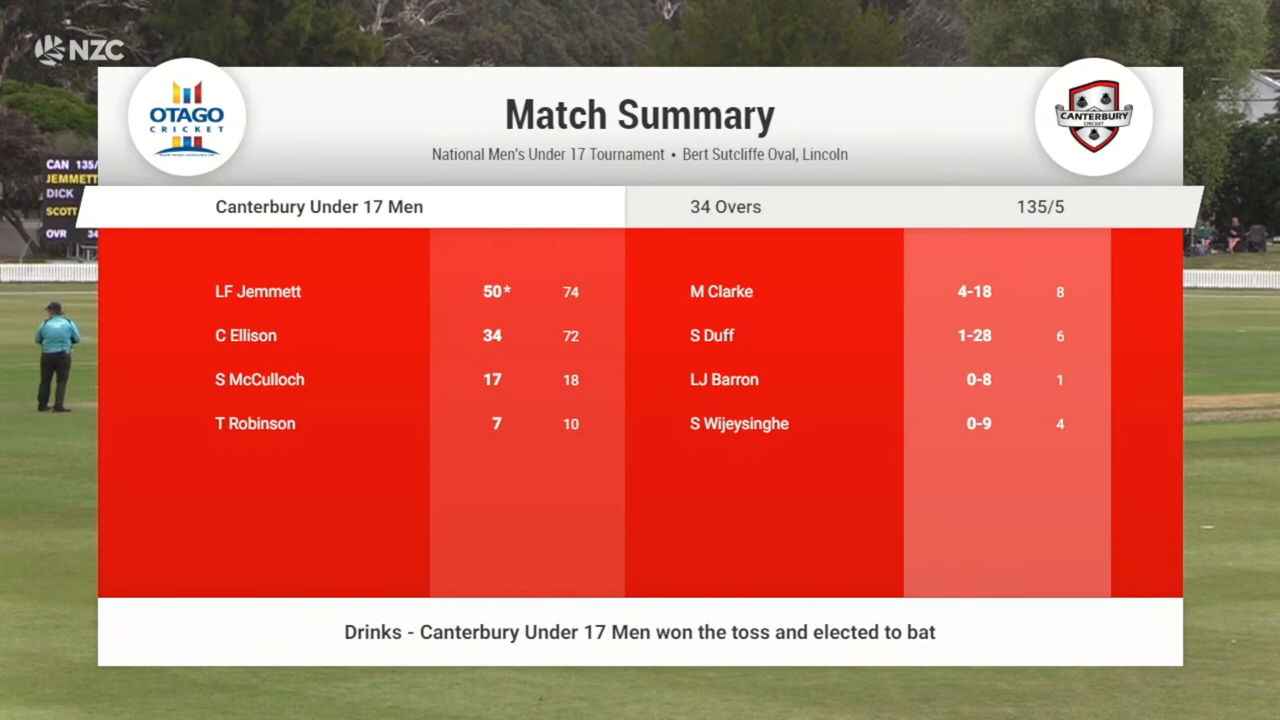 NZC
OTAGO
CRICKET
Match Summary
CANTERBURY
CRICKET
National Men's Under 17 Tournament • Bert Sutcliffe Oval, Lincoln
CAN 135/
JEMMETT
DICK
SCOTT
OVR 34
Canterbury Under 17 Men 34 Overs 135/5
LF Jemmett 50* 74 M Clarke 4-18 8
C Ellison 34 72 S Duff 1-28 6
S McCulloch 17 18 LJ Barron 0-8 1
T Robinson 7 10 S Wijeysinghe 0-9 4
Drinks - Canterbury Under 17 Men won the toss and elected to bat